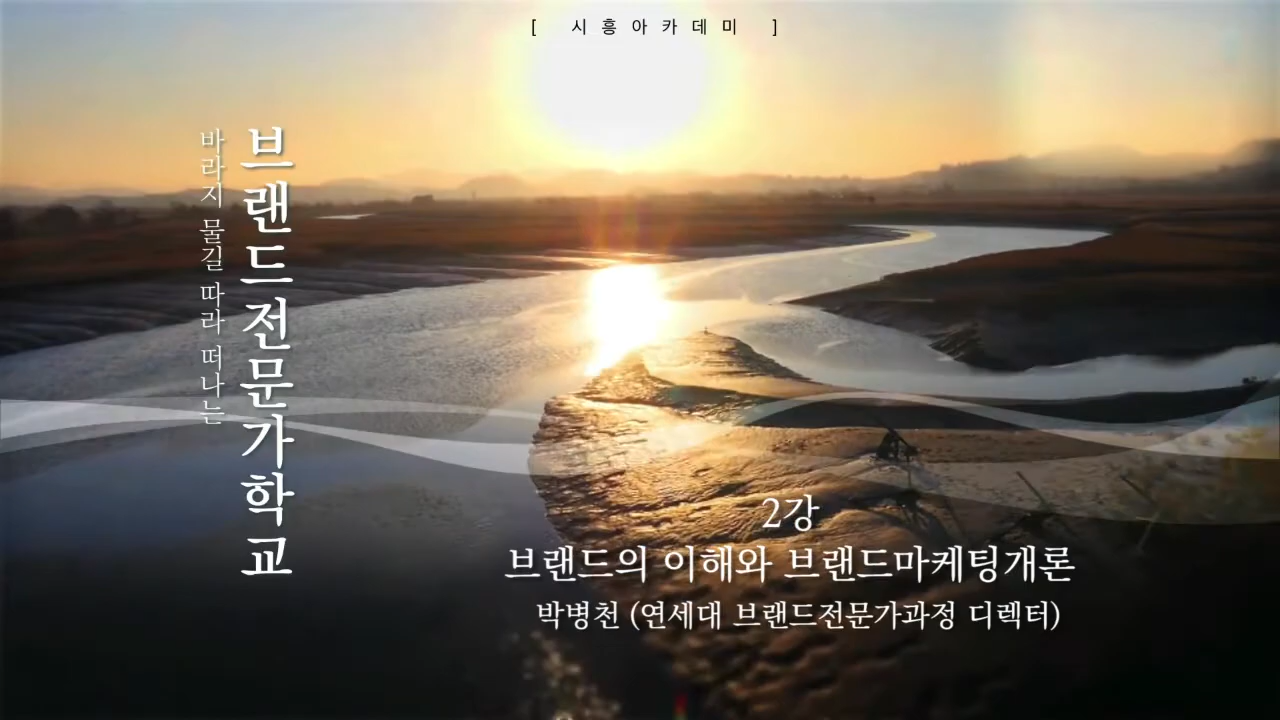 [ 시흥아카데미 ]
바라지 물길 따라 떠나는
브랜드전문가학교
2강
브랜드의 이해와 브랜드마케팅개론
박병천 (연세대 브랜드전문가과정 디렉터)